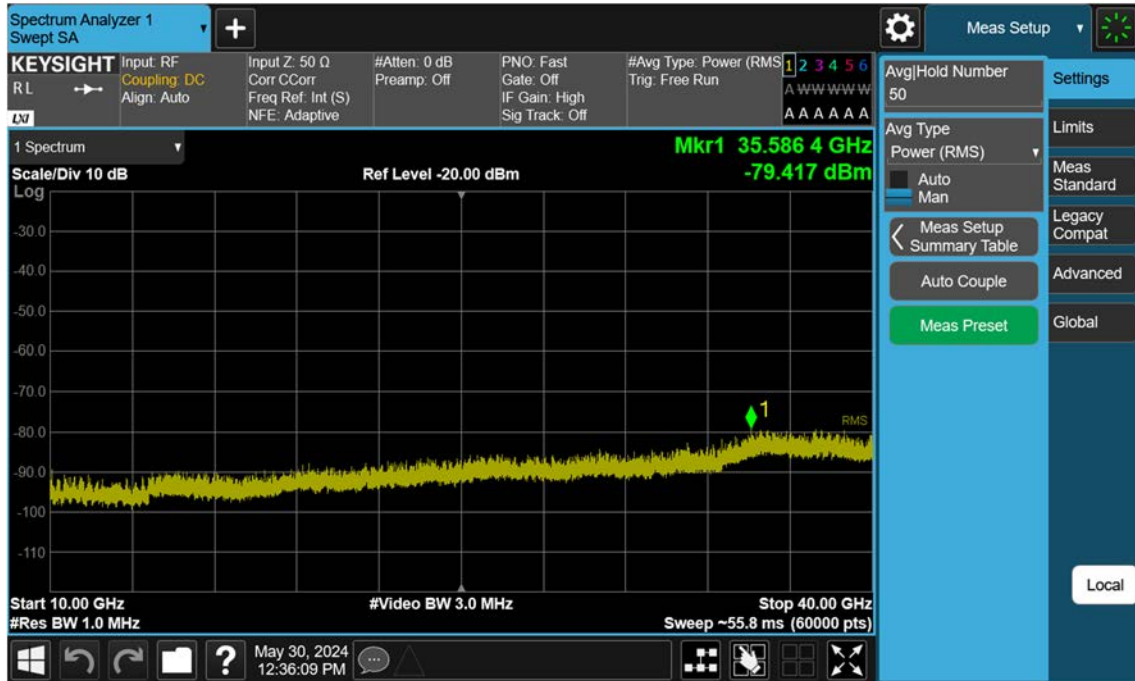 Spectrum Analyzer 1
Swept SA
Meas Setup
KEYSIGHT
R L
LXI
Input: RF
Coupling: DC
Align: Auto
Input Z: 50 Ω
Corr CCorr
Freq Ref: Int (S)
NFE: Adaptive
#Atten: 0 dB
Preamp: Off
PNO: Fast
Gate: Off
IF Gain: High
Sig Track: Off
#Avg Type: Power (RMS
Trig: Free Run
1 2 3 4 5 6
A W W W W W
A A A A A A
1 Spectrum
Mkr1 35.586 4 GHz
-79.417 dBm
Scale/Div 10 dB
Ref Level -20.00 dBm
Log
-30.0
-40.0
-50.0
-60.0
-70.0
-80.0
-90.0
-100
-110
1
RMS
Start 10.00 GHz
#Video BW 3.0 MHz
Stop 40.00 GHz
#Res BW 1.0 MHz
Sweep ~55.8 ms (60000 pts)
Avg|Hold Number
50
Avg Type
Power (RMS)
Auto
Man
Meas Setup
Summary Table
Auto Couple
Meas Preset
Settings
Limits
Meas
Standard
Legacy
Compat
Advanced
Global
Local
?
May 30, 2024
12:36:09 PM